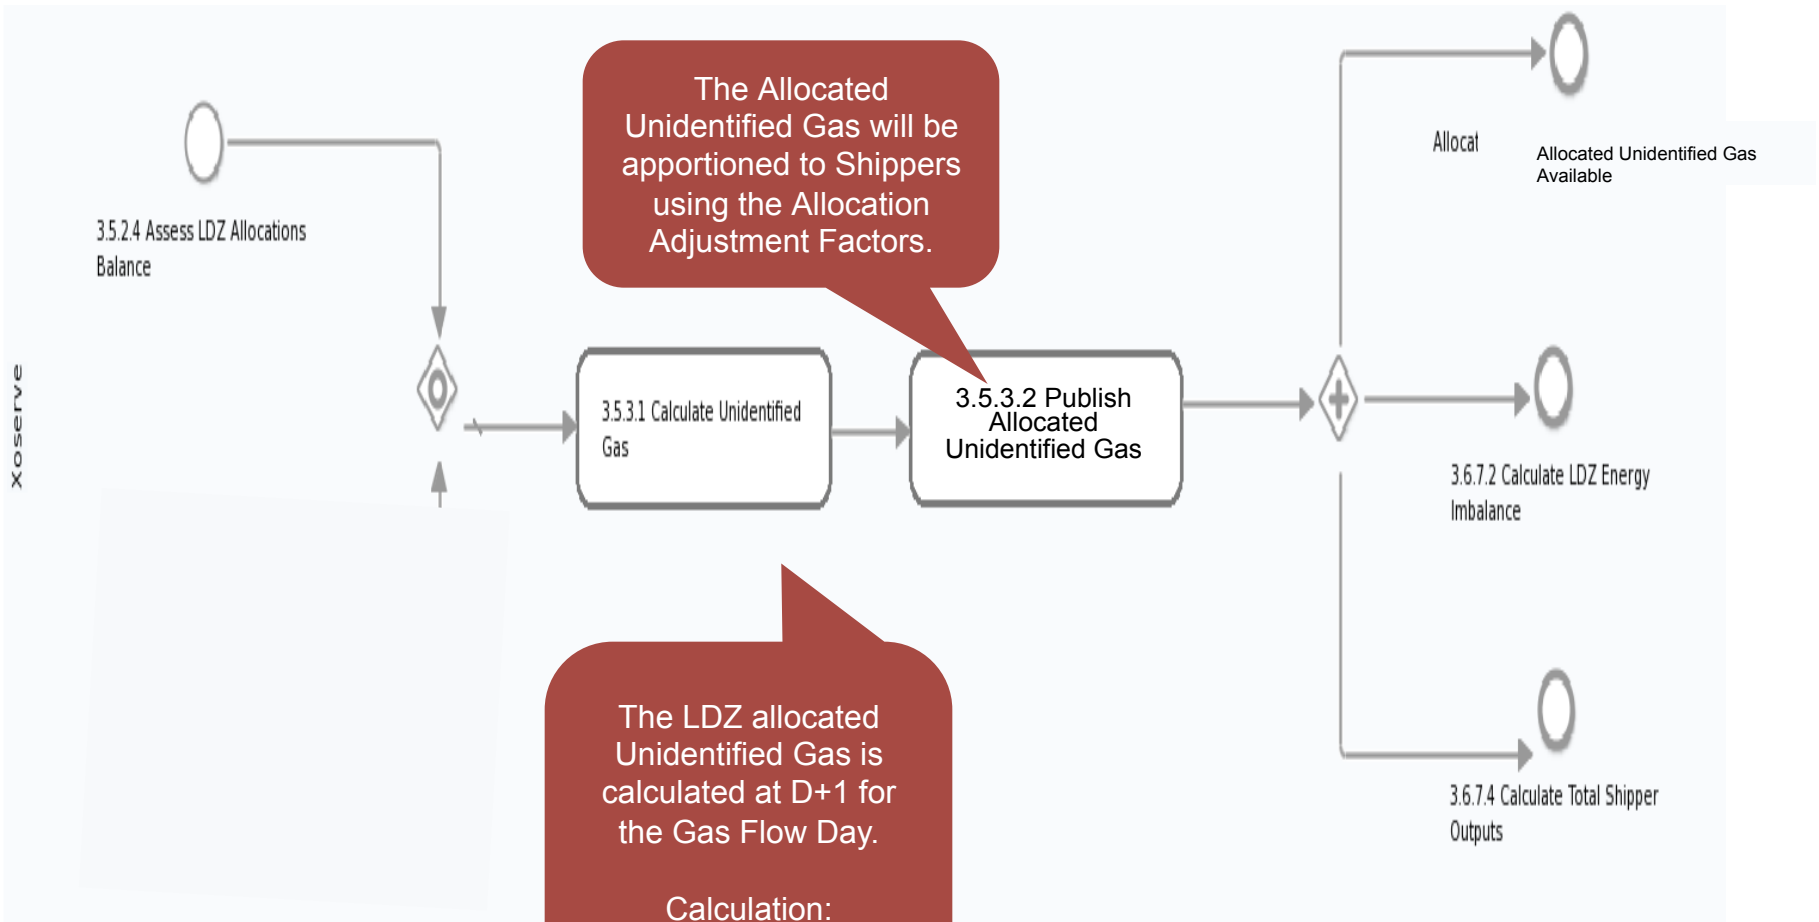 The Allocated
Unidentified Gas will be
apportioned to Shippers
using the Allocation
Adjustment Factors.
Allocat
Allocated Unidentified Gas
Available
3.5.2.4 Assess LDZ Allocations
Balance
Xoserve
3.5.3.1 Calculate Unidentified
Gas
3.5.3.2 Publish
Allocated
Unidentified Gas
3.6.7.2 Calculate LDZ Energy
Imbalance
The LDZ allocated
Unidentified Gas is
calculated at D+1 for
the Gas Flow Day.
Calculation:
3.6.7.4 Calculate Total Shipper
Outputs